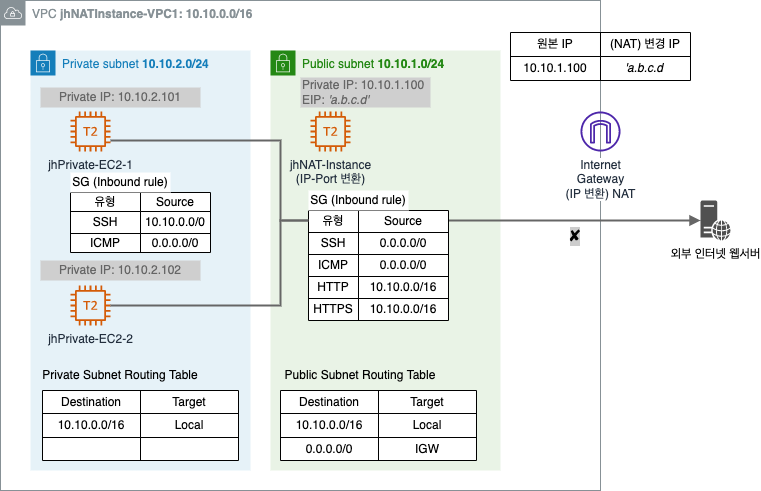 VPC jhNATInstance-VPC1: 10.10.0.0/16
Private subnet 10.10.2.0/24
Private IP: 10.10.2.101
T2
jhPrivate-EC2-1
SG (Inbound rule)
유형 Source
SSH 10.10.0.0/0
ICMP 0.0.0.0/0
Private IP: 10.10.2.102
T2
jhPrivate-EC2-2
Private Subnet Routing Table
Destination Target
10.10.0.0/16 Local
Public subnet 10.10.1.0/24
Private IP: 10.10.1.100
EIP: 'a.b.c.d'
T2
jhNAT-Instance
(IP-Port 변환)
SG (Inbound rule)
유형 Source
SSH 0.0.0.0/0
ICMP 0.0.0.0/0
HTTP 10.10.0.0/16
HTTPS 10.10.0.0/16
Public Subnet Routing Table
Destination Target
10.10.0.0/16 Local
0.0.0.0/0 IGW
원본 IP (NAT) 변경 IP
10.10.1.100 'a.b.c.d
Internet
Gateway
(IP 변환) NAT
✘
외부 인터넷 웹서버